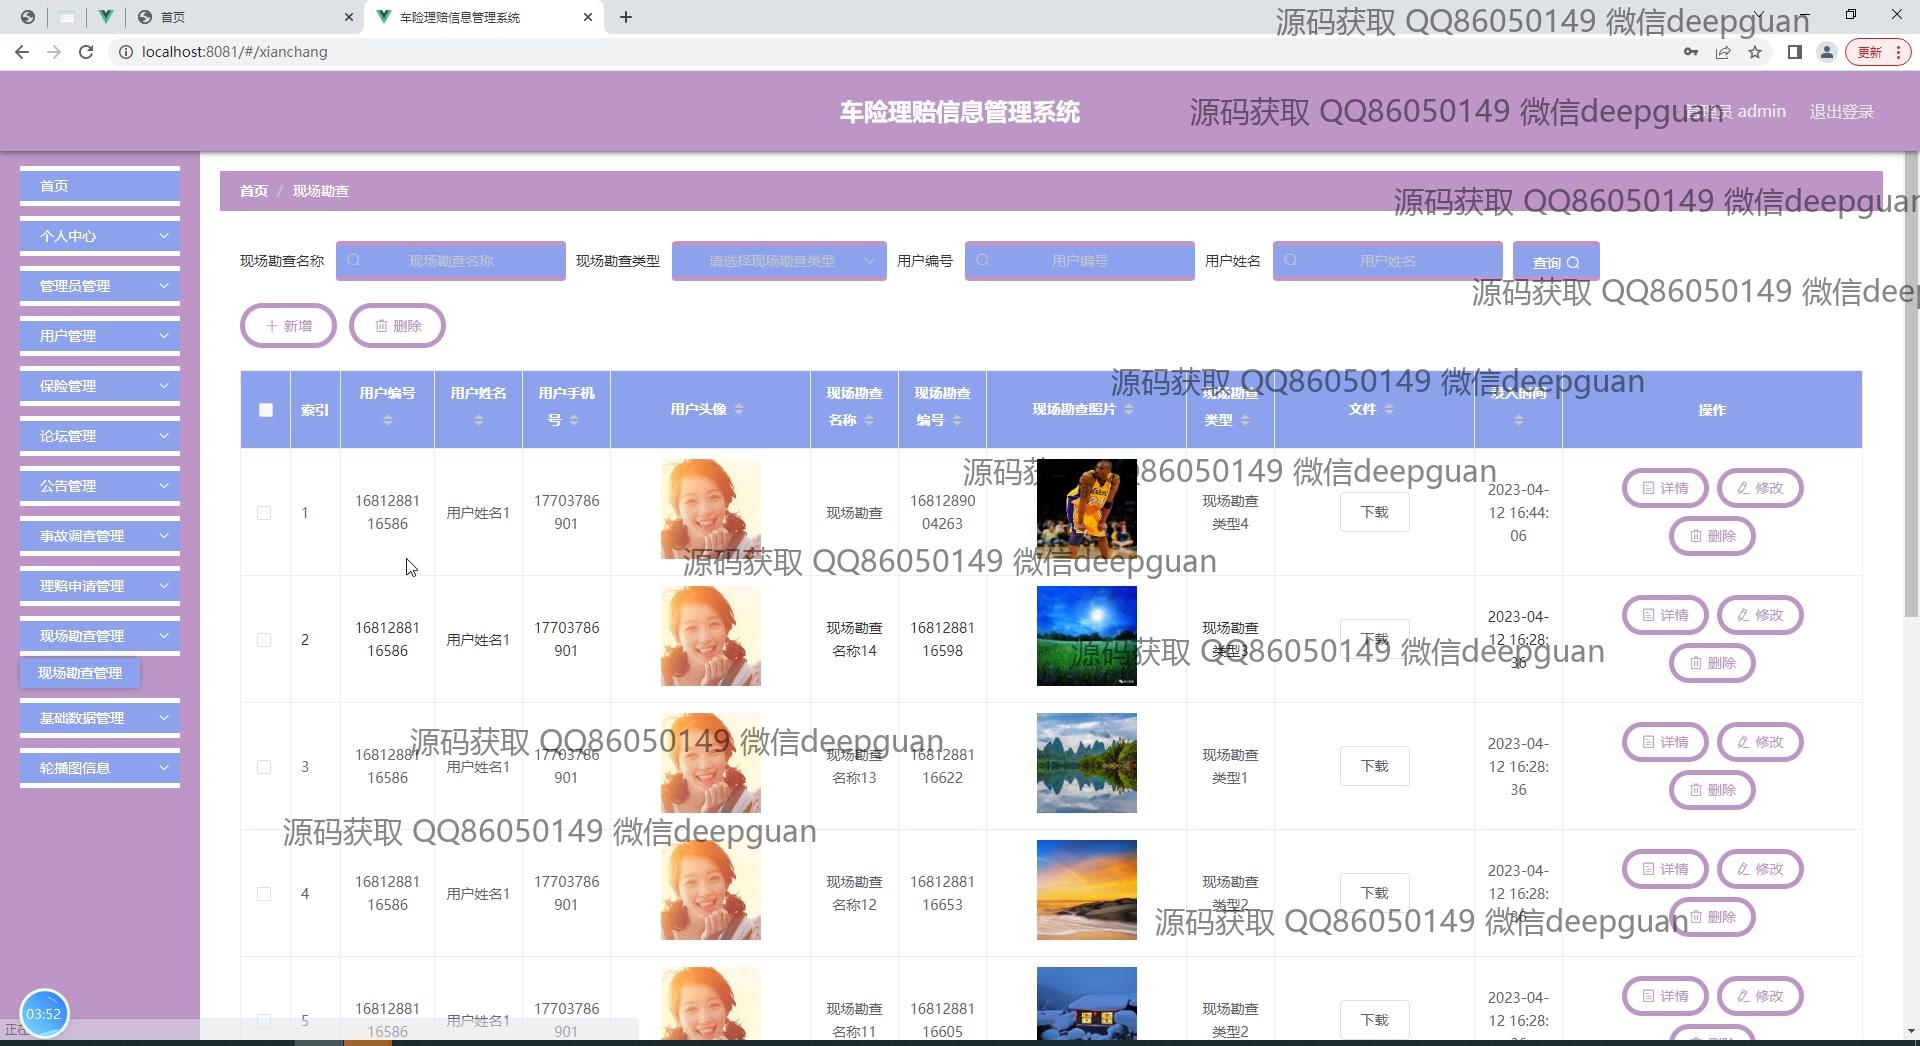 首页
车险理赔信息管理系统
源码获取 QQ86050149 微信deepguan
localhost:8081/#/xianchang
更新
车险理赔信息管理系统
源码获取 QQ86050149 微信deepguan
管理员 admin
退出登录
首页
个人中心
管理员管理
用户管理
保险管理
论坛管理
公告管理
事故调查管理
理赔申请管理
现场勘查管理
现场勘查管理
基础数据管理
轮播图信息
首页 / 现场勘查
源码获取 QQ86050149 微信deepguan
现场勘查名称 现场勘查名称 现场勘查类型 请选择现场勘查类型 用户编号 用户编号 用户姓名 用户姓名 查询
源码获取 QQ86050149 微信deep
新增 删除
源码获取 QQ86050149 微信deepguan
索引 用户编号 用户姓名 用户手机号 用户头像 现场勘查名称 现场勘查编号 现场勘查照片 现场勘查类型 文件 录入时间 操作
源码获取 QQ86050149 微信deepguan
1 1681288116586 用户姓名1 17703786901 现场勘查 1681289004263 现场勘查类型4 下载 2023-04-12 16:44:06 详情 修改 删除
源码获取 QQ86050149 微信deepguan
2 1681288116586 用户姓名1 17703786901 现场勘查名称14 1681288116598 现场勘查类型3 下载 2023-04-12 16:28:36 详情 修改 删除
源码获取 QQ86050149 微信deepguan
3 1681288116586 用户姓名1 17703786901 现场勘查名称13 1681288116622 现场勘查类型1 下载 2023-04-12 16:28:36 详情 修改 删除
源码获取 QQ86050149 微信deepguan
源码获取 QQ86050149 微信deepguan
4 1681288116586 用户姓名1 17703786901 现场勘查名称12 1681288116653 现场勘查类型2 下载 2023-04-12 16:28:36 详情 修改 删除
源码获取 QQ86050149 微信deepguan
5 1681288116586 用户姓名1 17703786901 现场勘查名称11 1681288116605 现场勘查类型2 下载 2023-04-12 16:28: 详情 修改
03:52